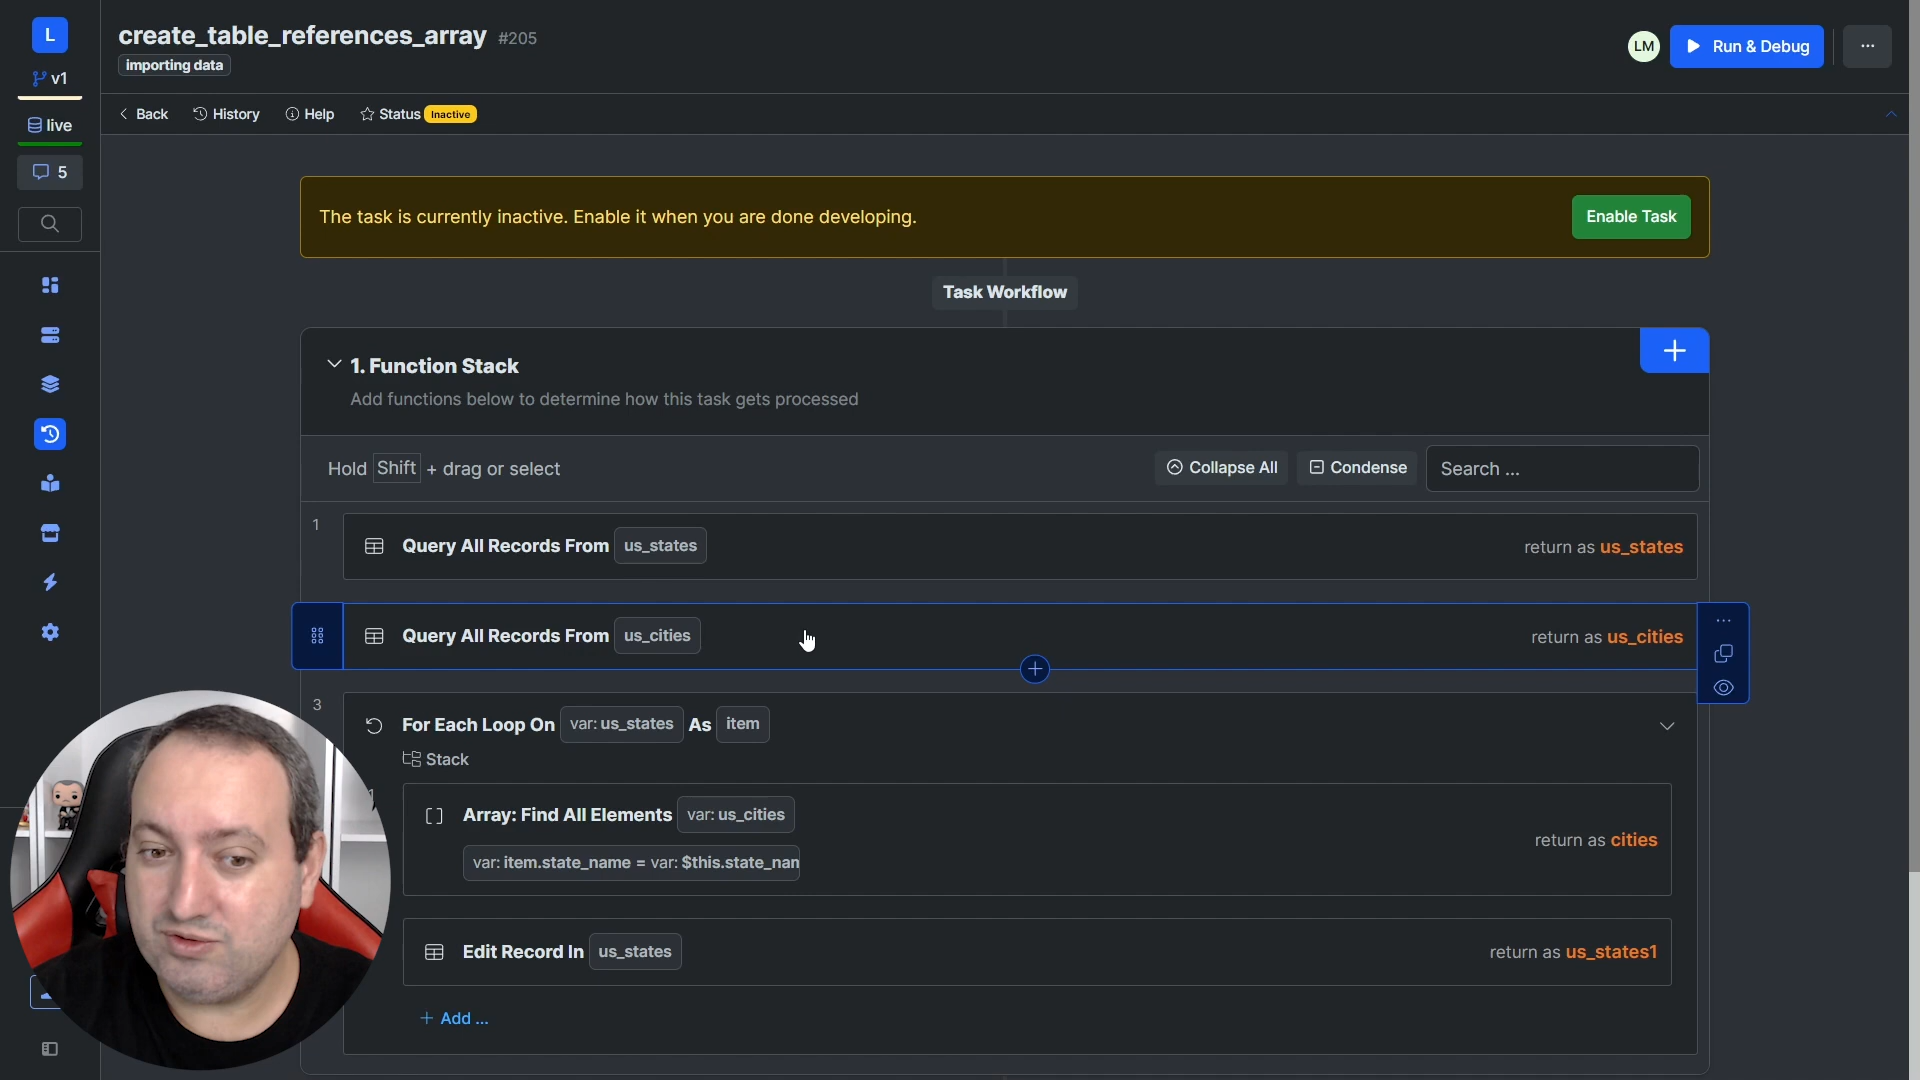 L
create_table_references_array #205
importing data
LM
Run & Debug
v1
live
5
Back
History
Help
Status Inactive
The task is currently inactive. Enable it when you are done developing.
Enable Task
Task Workflow
1. Function Stack
Add functions below to determine how this task gets processed
Hold Shift + drag or select
Collapse All
Condense
Search ...
1
Query All Records From us_states
return as us_states
Query All Records From us_cities
return as us_cities
3
For Each Loop On var: us_states As item
Stack
Array: Find All Elements var: us_cities
var: item.state_name = var: $this.state_nam
return as cities
Edit Record In us_states
return as us_states1
+ Add ...